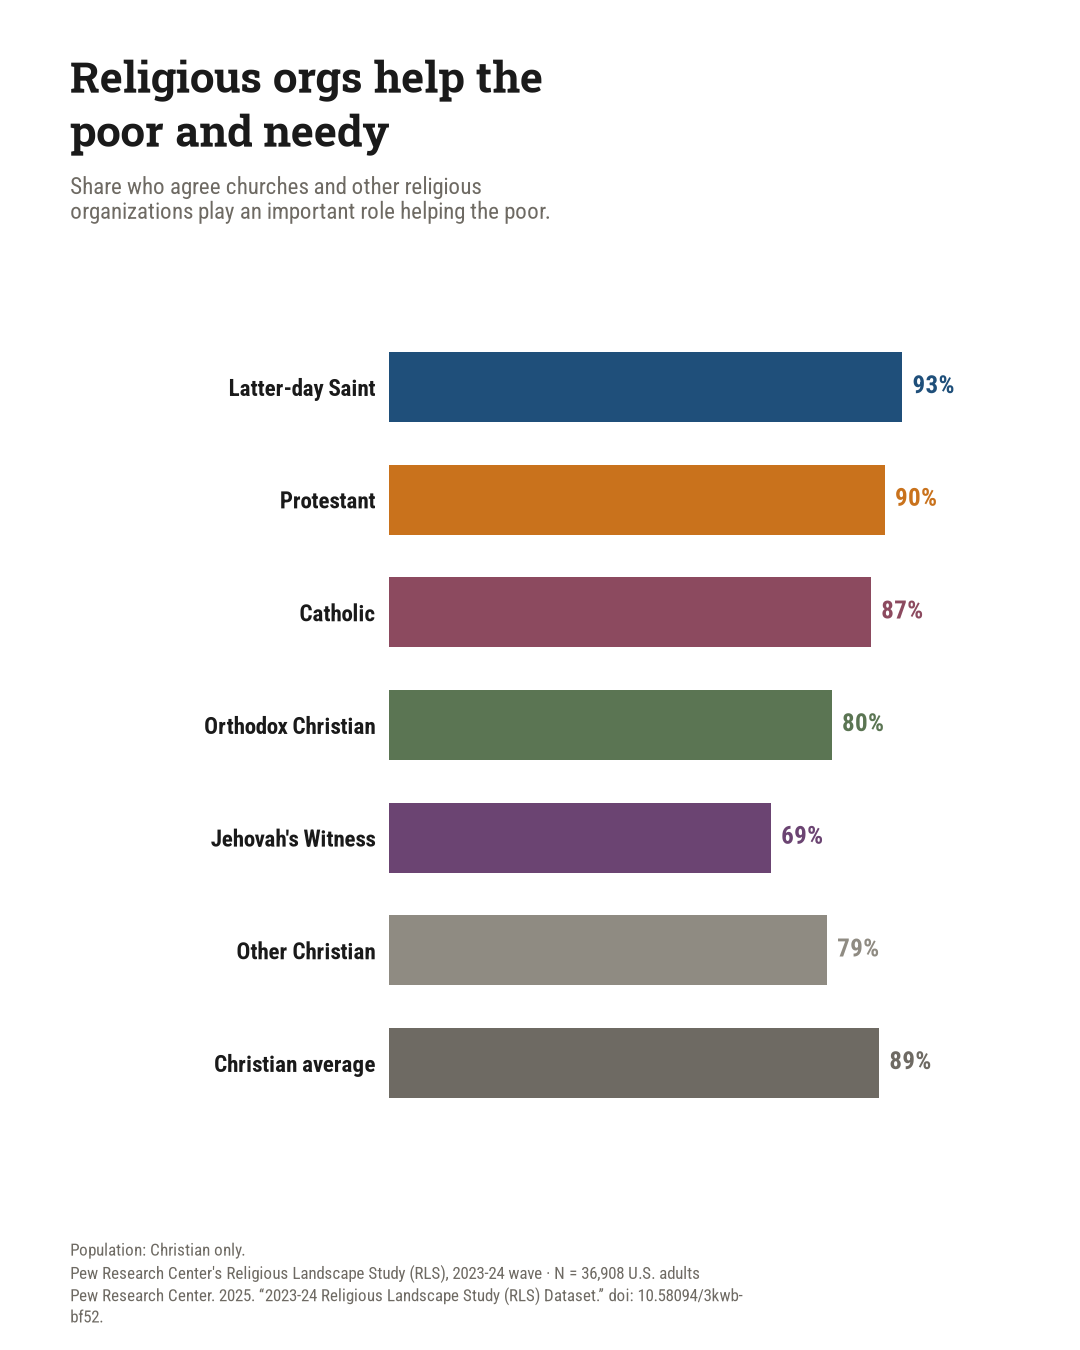 Religious orgs help the
poor and needy
Share who agree churches and other religious
organizations play an important role helping the poor.
Latter-day Saint 93%
Protestant 90%
Catholic 87%
Orthodox Christian 80%
Jehovah's Witness 69%
Other Christian 79%
Christian average 89%
Population: Christian only.
Pew Research Center's Religious Landscape Study (RLS), 2023-24 wave · N = 36,908 U.S. adults
Pew Research Center. 2025. “2023-24 Religious Landscape Study (RLS) Dataset.” doi: 10.58094/3kwb-
bf52.